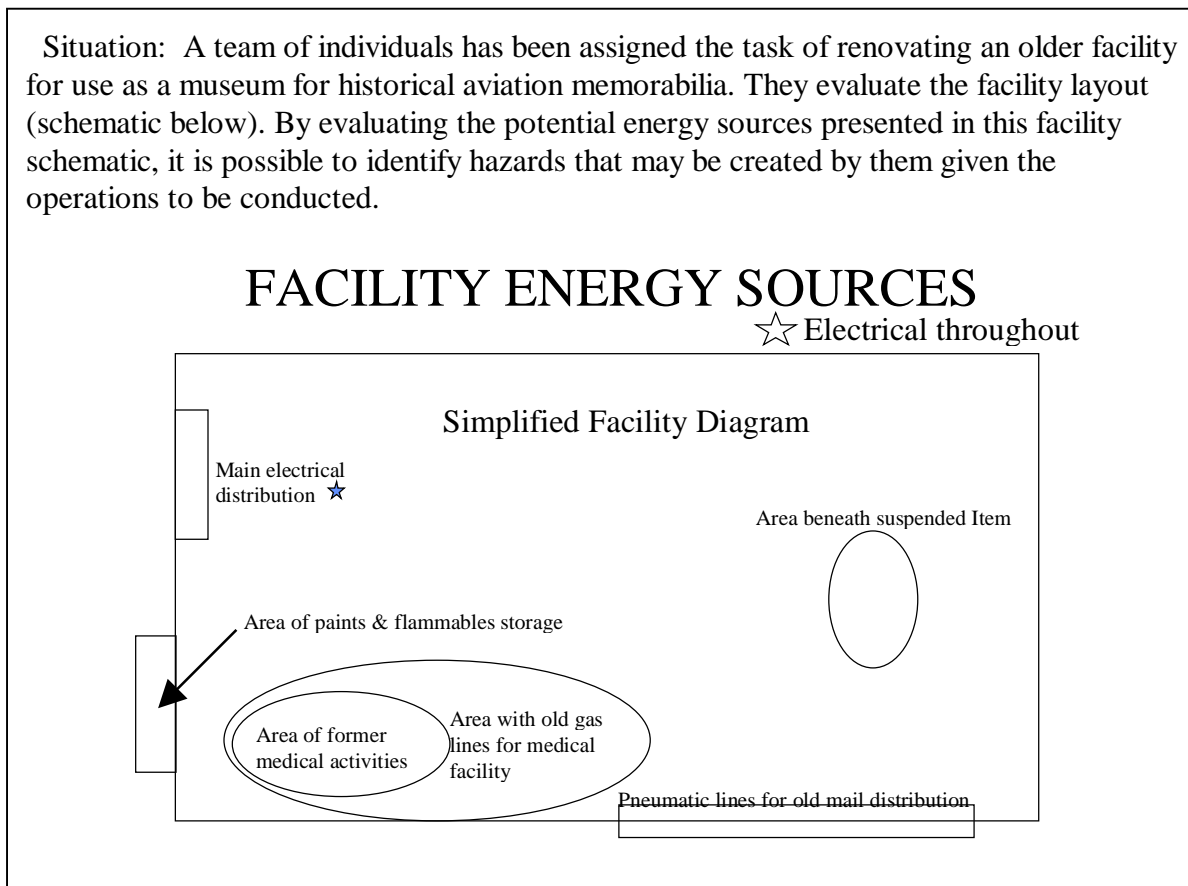 Situation: A team of individuals has been assigned the task of renovating an older facility
for use as a museum for historical aviation memorabilia. They evaluate the facility layout
(schematic below). By evaluating the potential energy sources presented in this facility
schematic, it is possible to identify hazards that may be created by them given the
operations to be conducted.
FACILITY ENERGY SOURCES
Electrical throughout
Simplified Facility Diagram
Main electrical
distribution
Area beneath suspended Item
Area of paints & flammables storage
Area of former
medical activities
Area with old gas
lines for medical
facility
Pneumatic lines for old mail distribution